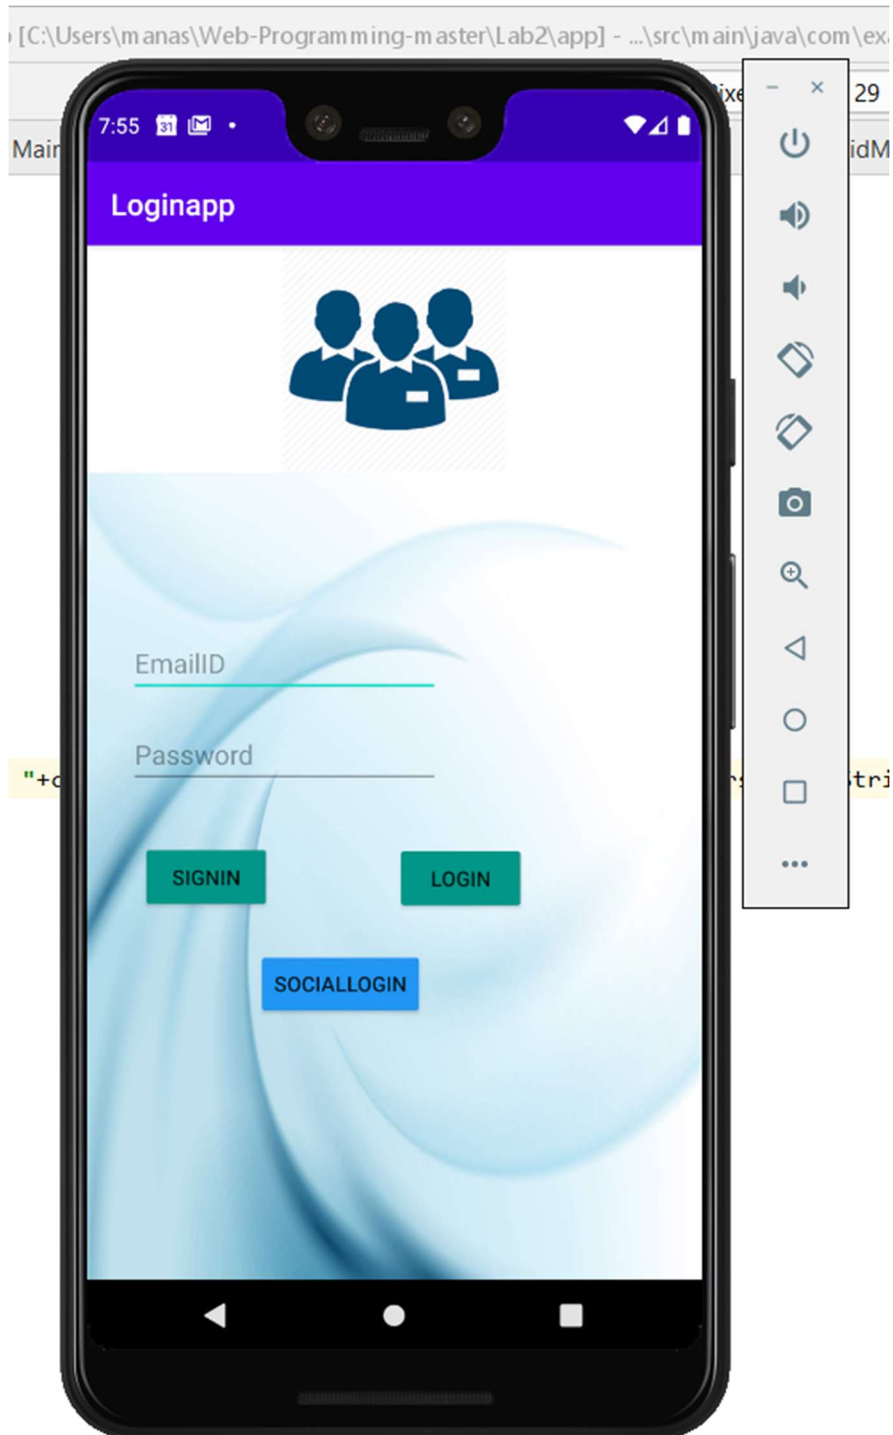 [C:\Users\manas\Web-Programming-master\Lab2\app] - ...\src\main\java\com\ex
29
7:55 31
Loginapp
EmailID
Password
"+c
SIGNIN LOGIN
SOCIALLOGIN